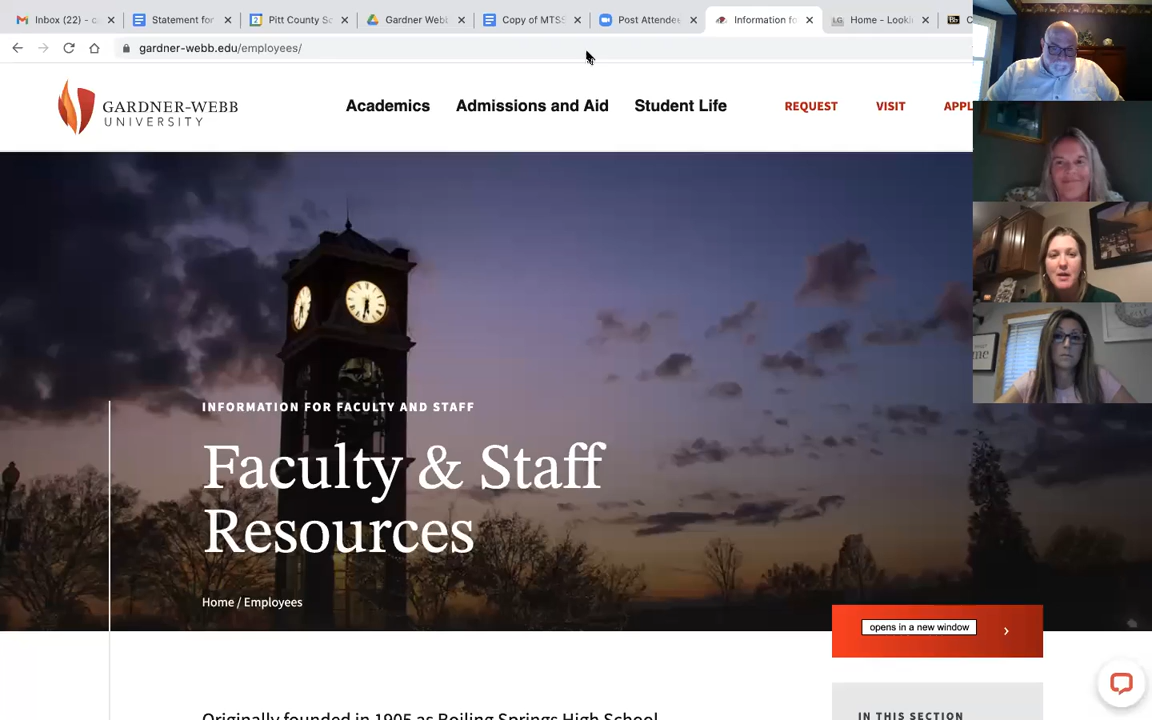 Inbox (22) - c
Statement for
Pitt County Sc
Gardner Webb
Copy of MTSS
Post Attendee
Information fo
LG
Home - Looki
Bb
C
gardner-webb.edu/employees/
GARDNER-WEBB
UNIVERSITY
Academics
Admissions and Aid
Student Life
REQUEST
VISIT
APPL
INFORMATION FOR FACULTY AND STAFF
Faculty & Staff
Resources
Home / Employees
opens in a new window
Originally founded in 1905 as Boiling Springs High School
IN THIS SECTION